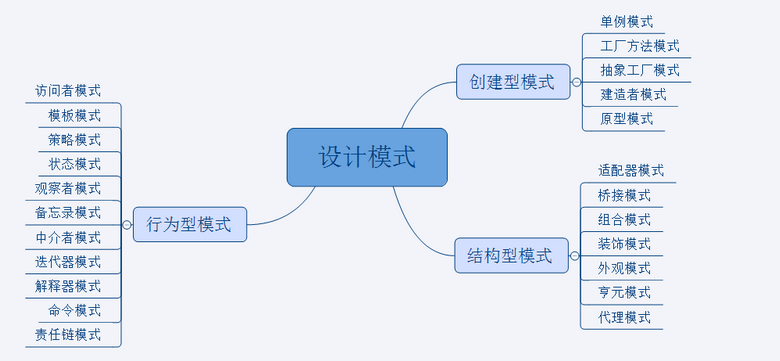 设计模式
创建型模式
单例模式
工厂方法模式
抽象工厂模式
建造者模式
原型模式
结构型模式
适配器模式
桥接模式
组合模式
装饰模式
外观模式
亨元模式
代理模式
行为型模式
访问者模式
模板模式
策略模式
状态模式
观察者模式
备忘录模式
中介者模式
迭代器模式
解释器模式
命令模式
责任链模式